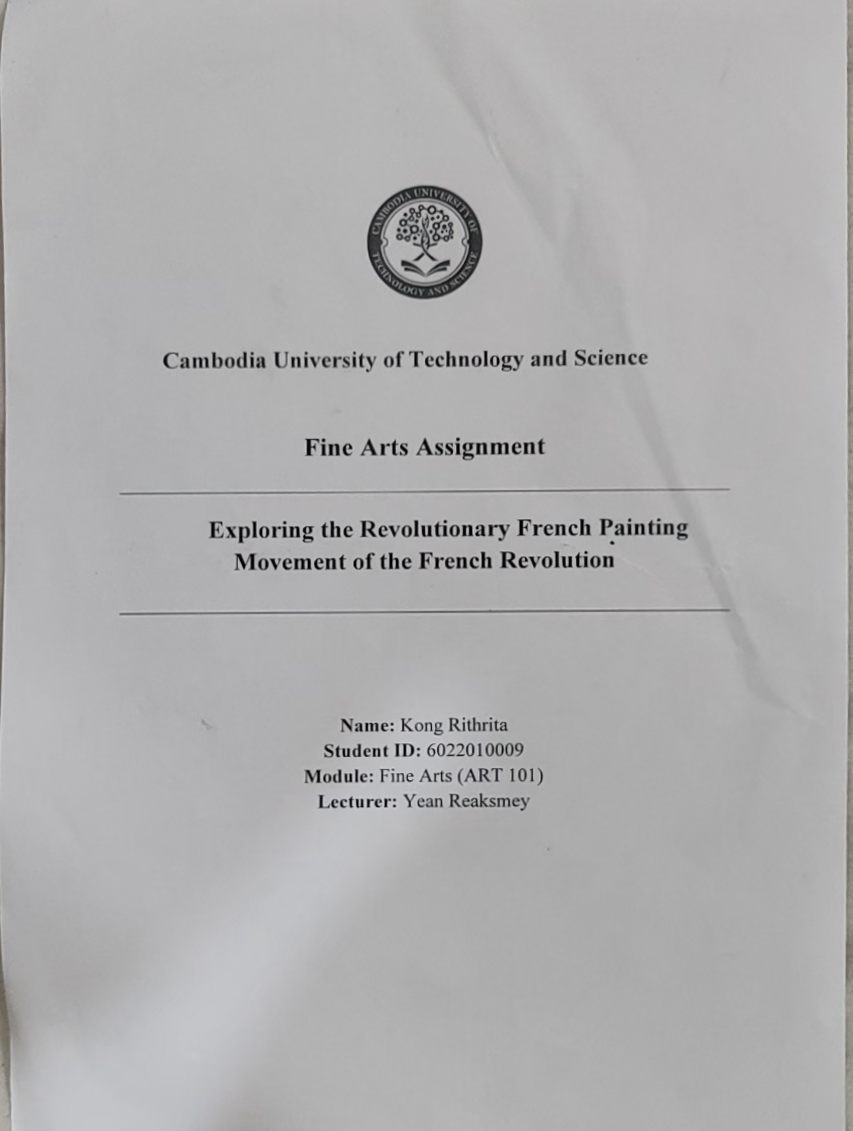 CAMBODIA UNIVERSITY OF
TECHNOLOGY AND SCIENCE
Cambodia University of Technology and Science
Fine Arts Assignment
Exploring the Revolutionary French Painting
Movement of the French Revolution
Name: Kong Rithrita
Student ID: 6022010009
Module: Fine Arts (ART 101)
Lecturer: Yean Reaksmey